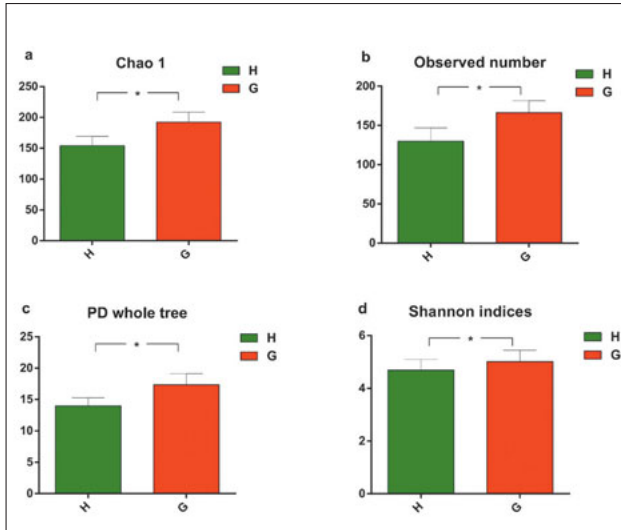 a
Chao 1
H
G
*
250
200
150
100
50
0
H
G
b
Observed number
H
G
*
200
150
100
50
0
H
G
c
PD whole tree
H
G
*
25
20
15
10
5
0
H
G
d
Shannon indices
H
G
*
6
4
2
0
H
G